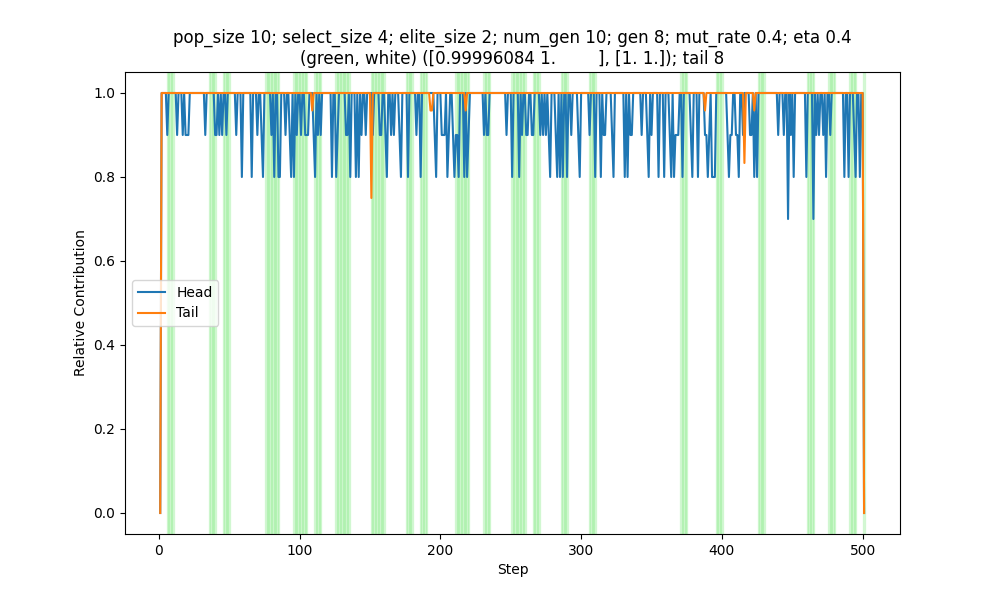 pop_size 10; select_size 4; elite_size 2; num_gen 10; gen 8; mut_rate 0.4; eta 0.4
(green, white) ([0.99996084 1.        ], [1. 1.]); tail 8
Relative Contribution
1.0
0.8
0.6
0.4
0.2
0.0
Head
Tail
0
100
200
300
400
500
Step